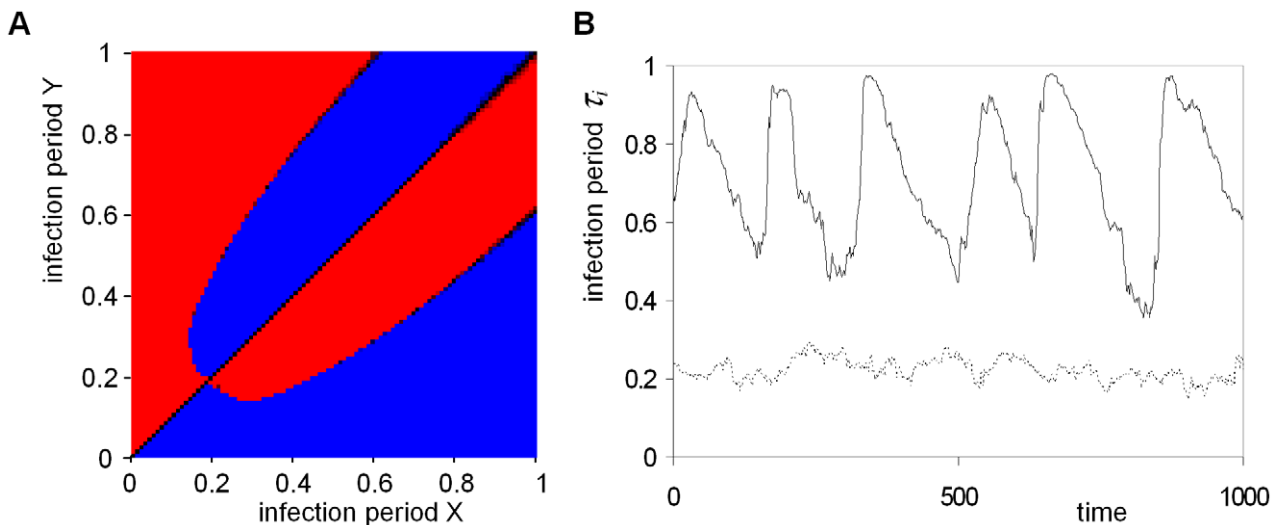 A
infection period Y
1
0.8
0.6
0.4
0.2
0
0 0.2 0.4 0.6 0.8 1
infection period X
B
infection period τi
1
0.8
0.6
0.4
0.2
0
0 500 1000
time